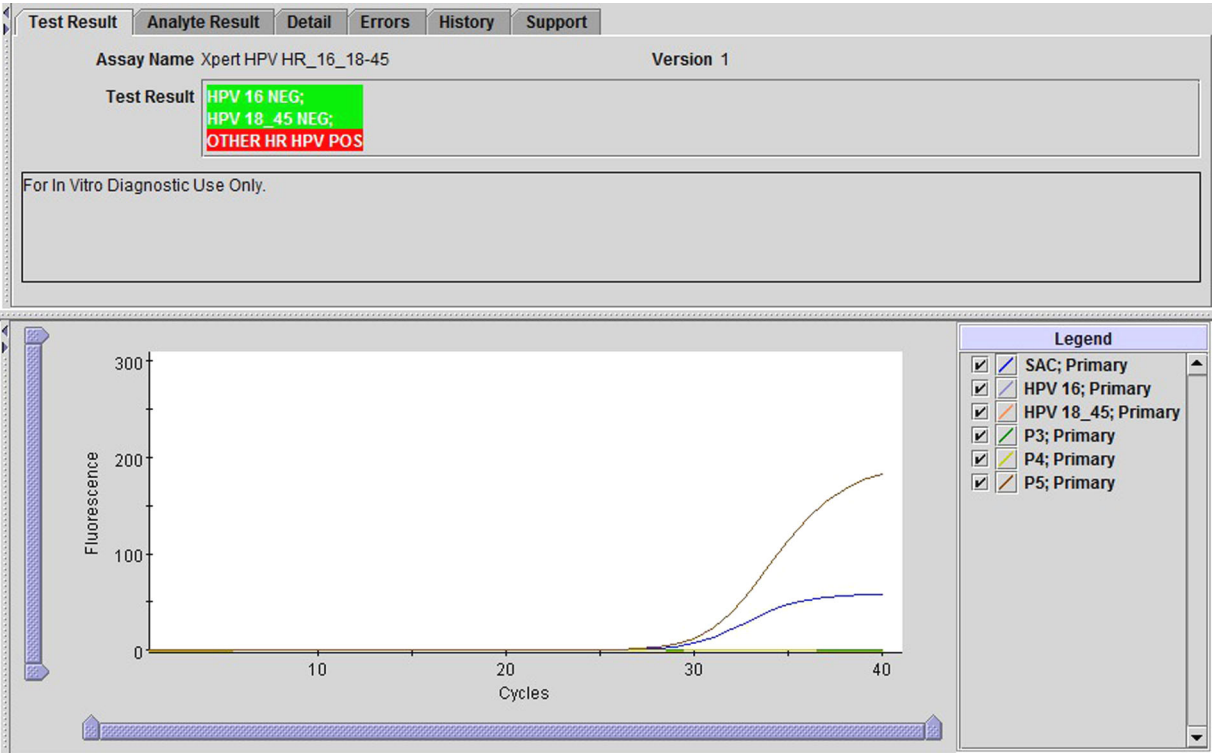 Test Result Analyte Result Detail Errors History Support
Assay Name Xpert HPV HR_16_18-45 Version 1
Test Result HPV 16 NEG;
HPV 18_45 NEG;
OTHER HR HPV POS
For In Vitro Diagnostic Use Only.
Legend
SAC; Primary
HPV 16; Primary
HPV 18_45; Primary
P3; Primary
P4; Primary
P5; Primary
300
200
100
0
Fluorescence
10 20 30 40
Cycles